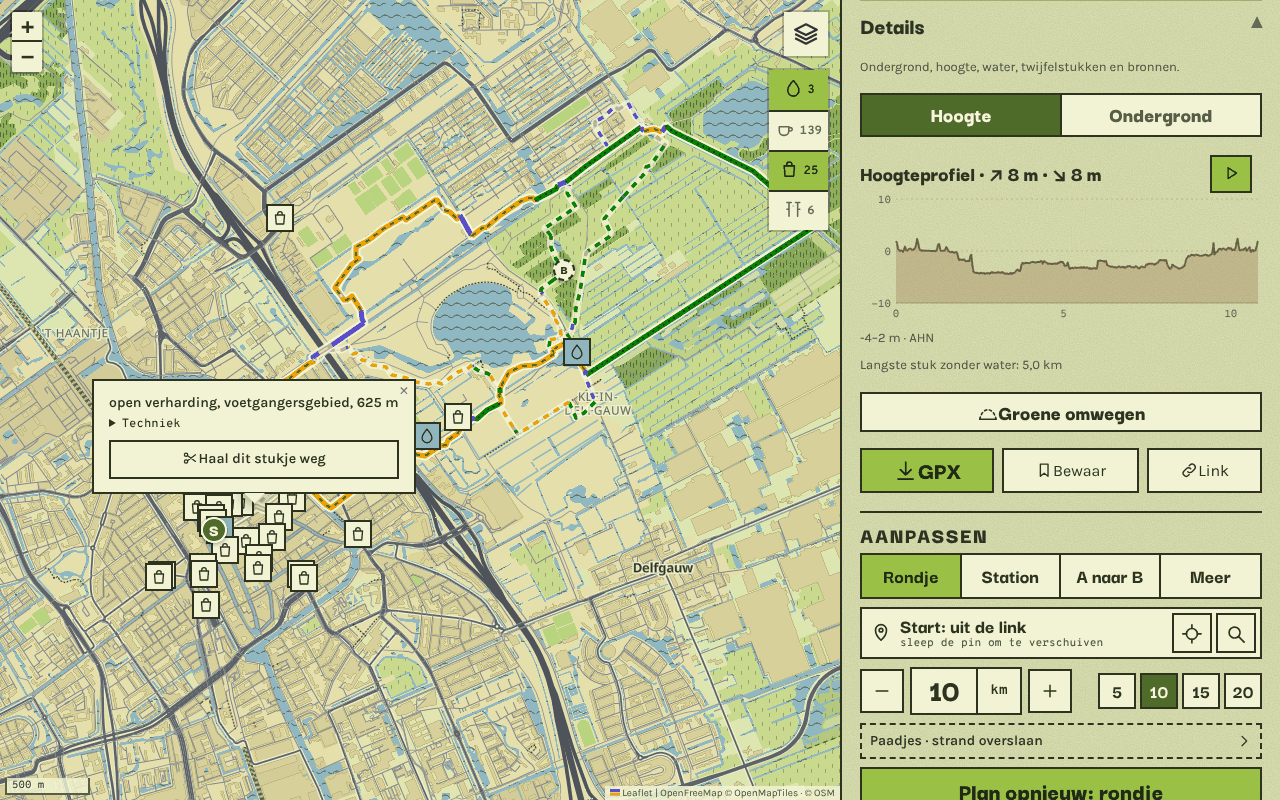 +
−
3
139
25
6
B
'T HAANTJE
KLEIN-
DELFGAUW
×
open verharding, voetgangersgebied, 625 m
▶ Techniek
Haal dit stukje weg
S
Delfgauw
500 m
Leaflet | OpenFreeMap © OpenMapTiles · © OSM
Details ▲
Ondergrond, hoogte, water, twijfelstukken en bronnen.
Hoogte Ondergrond
Hoogteprofiel · ↗ 8 m · ↘ 8 m
10
0
−10
0 5 10
-4–2 m · AHN
Langste stuk zonder water: 5,0 km
Groene omwegen
GPX Bewaar Link
AANPASSEN
Rondje Station A naar B Meer
Start: uit de link
sleep de pin om te verschuiven
− 10 km + 5 10 15 20
Paadjes · strand overslaan
Plan opnieuw: rondje